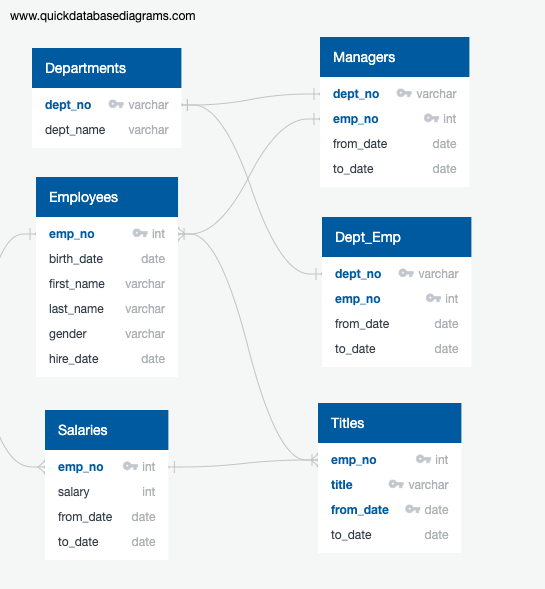 www.quickdatabasediagrams.com
Departments
dept_no varchar
dept_name varchar
Managers
dept_no varchar
emp_no int
from_date date
to_date date
Employees
emp_no int
birth_date date
first_name varchar
last_name varchar
gender varchar
hire_date date
Dept_Emp
dept_no varchar
emp_no int
from_date date
to_date date
Salaries
emp_no int
salary int
from_date date
to_date date
Titles
emp_no int
title varchar
from_date date
to_date date